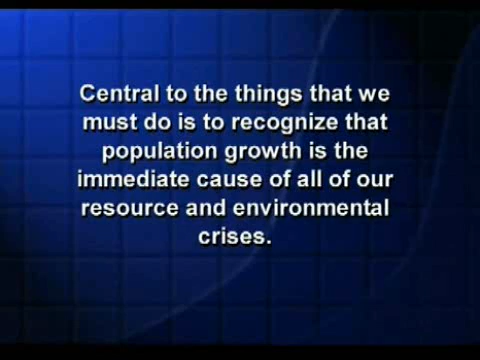 Central to the things that we
must do is to recognize that
population growth is the
immediate cause of all of our
resource and environmental
crises.